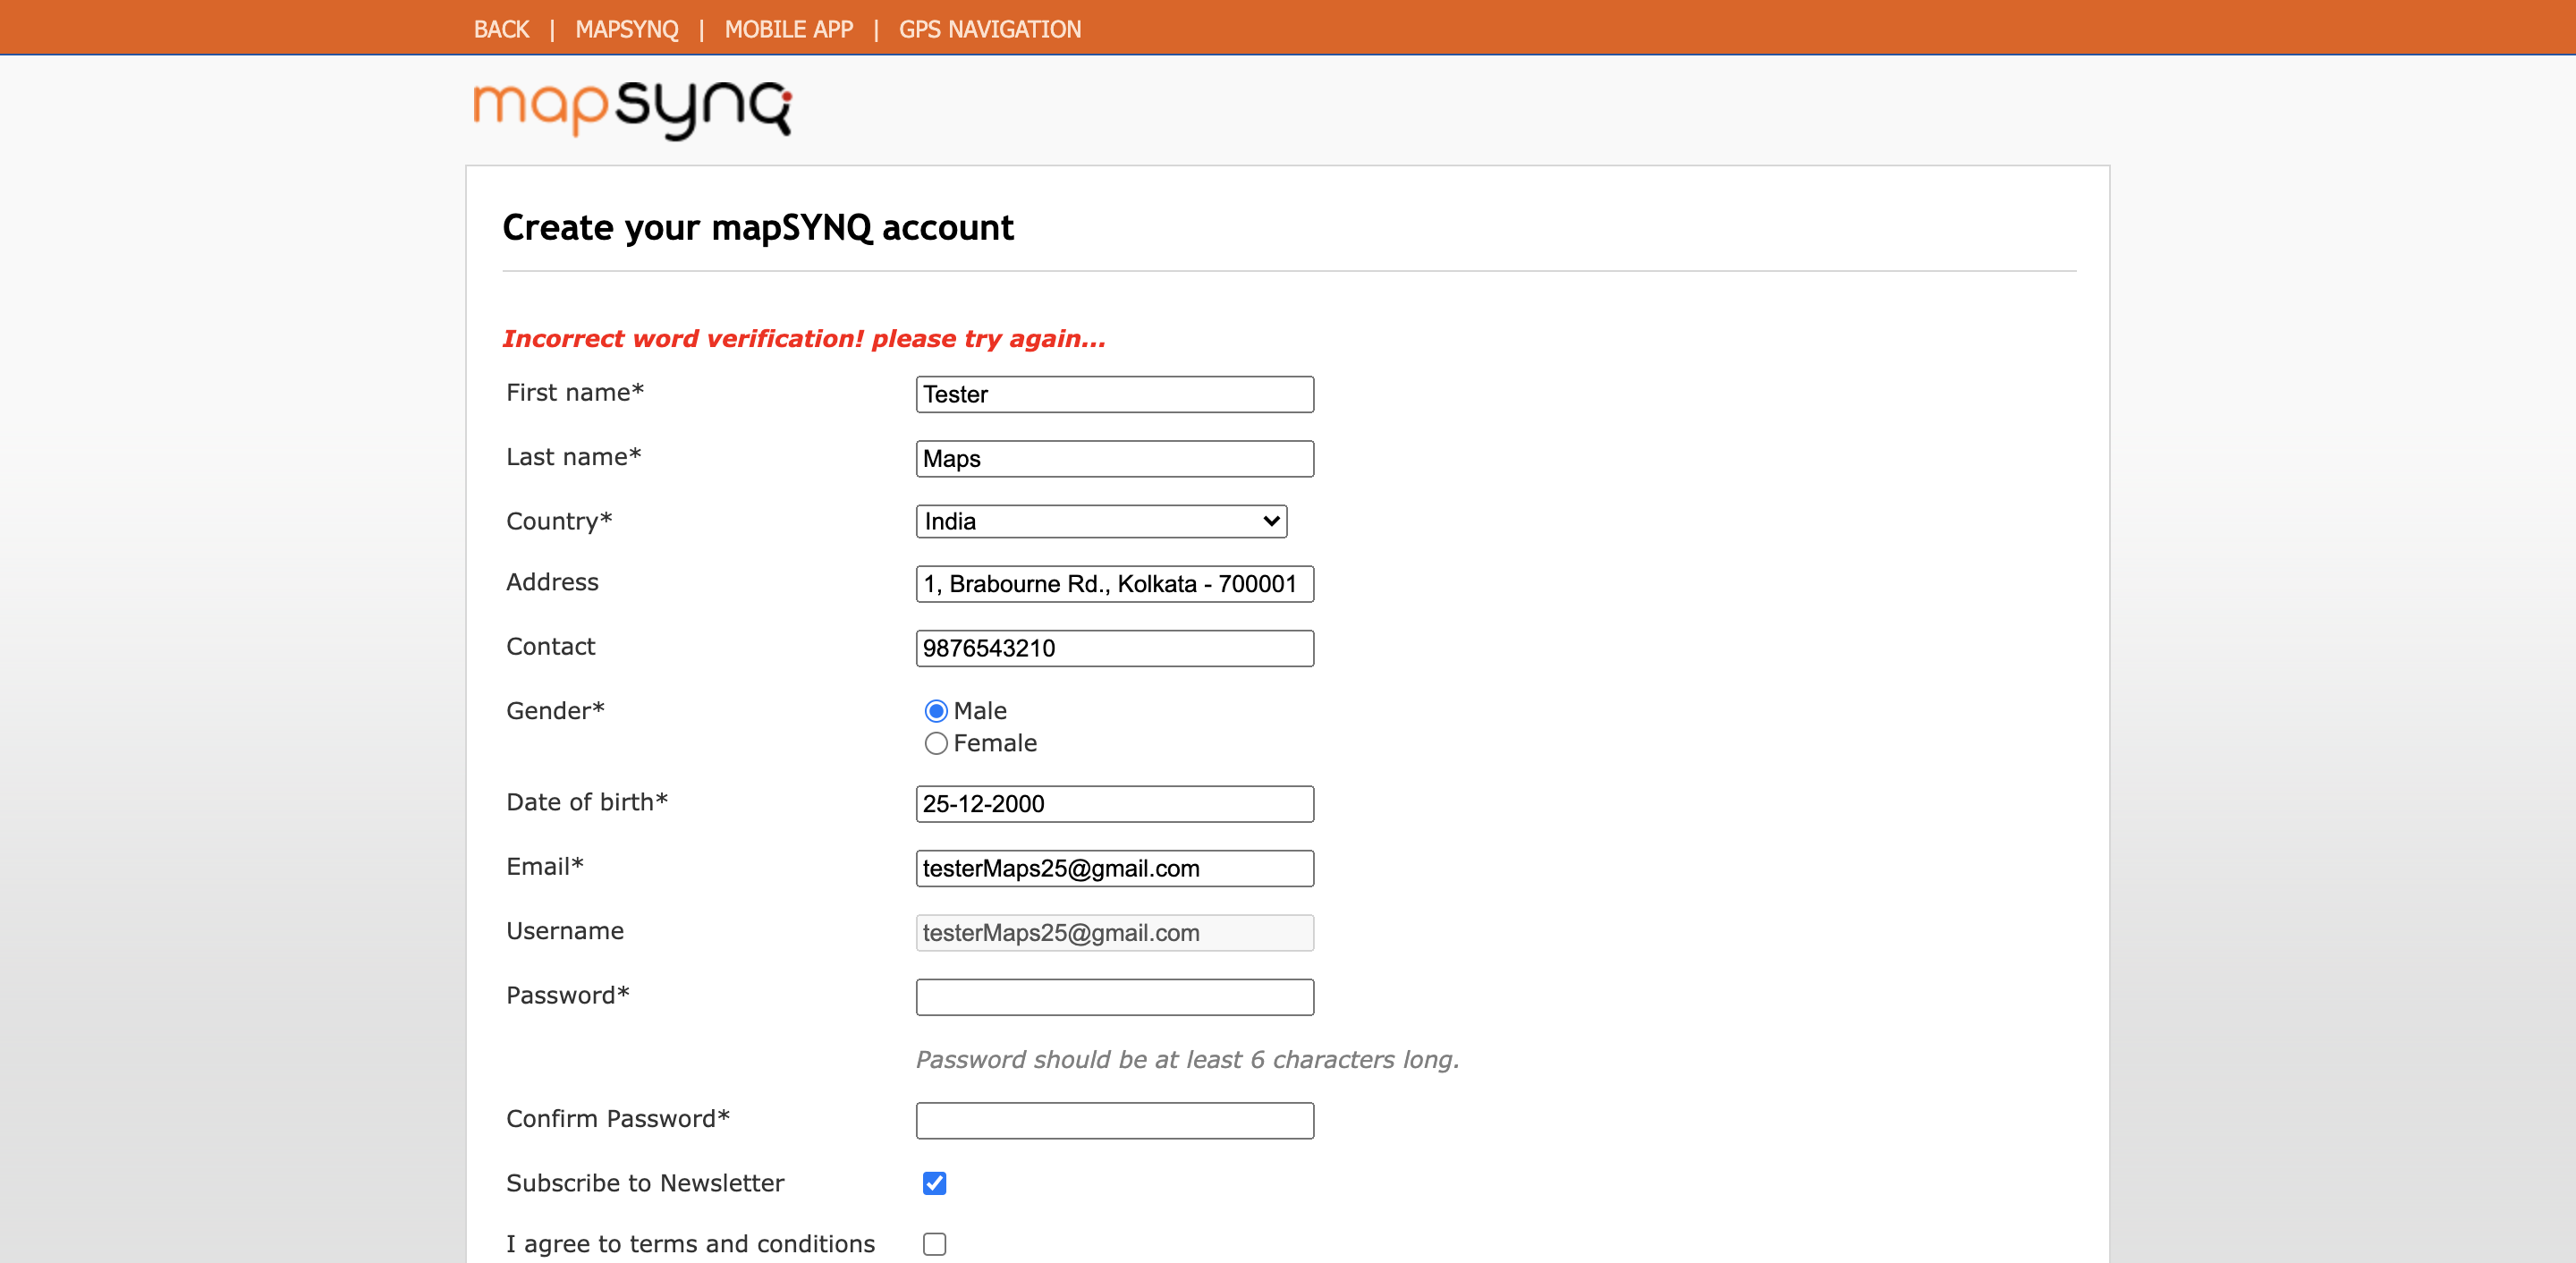 BACK | MAPSYNQ | MOBILE APP | GPS NAVIGATION
mapsynq
Create your mapSYNQ account
Incorrect word verification! please try again...
First name* Tester
Last name* Maps
Country* India
Address 1, Brabourne Rd., Kolkata - 700001
Contact 9876543210
Gender* Male
Female
Date of birth* 25-12-2000
Email* testerMaps25@gmail.com
Username testerMaps25@gmail.com
Password*
Password should be at least 6 characters long.
Confirm Password*
Subscribe to Newsletter
I agree to terms and conditions